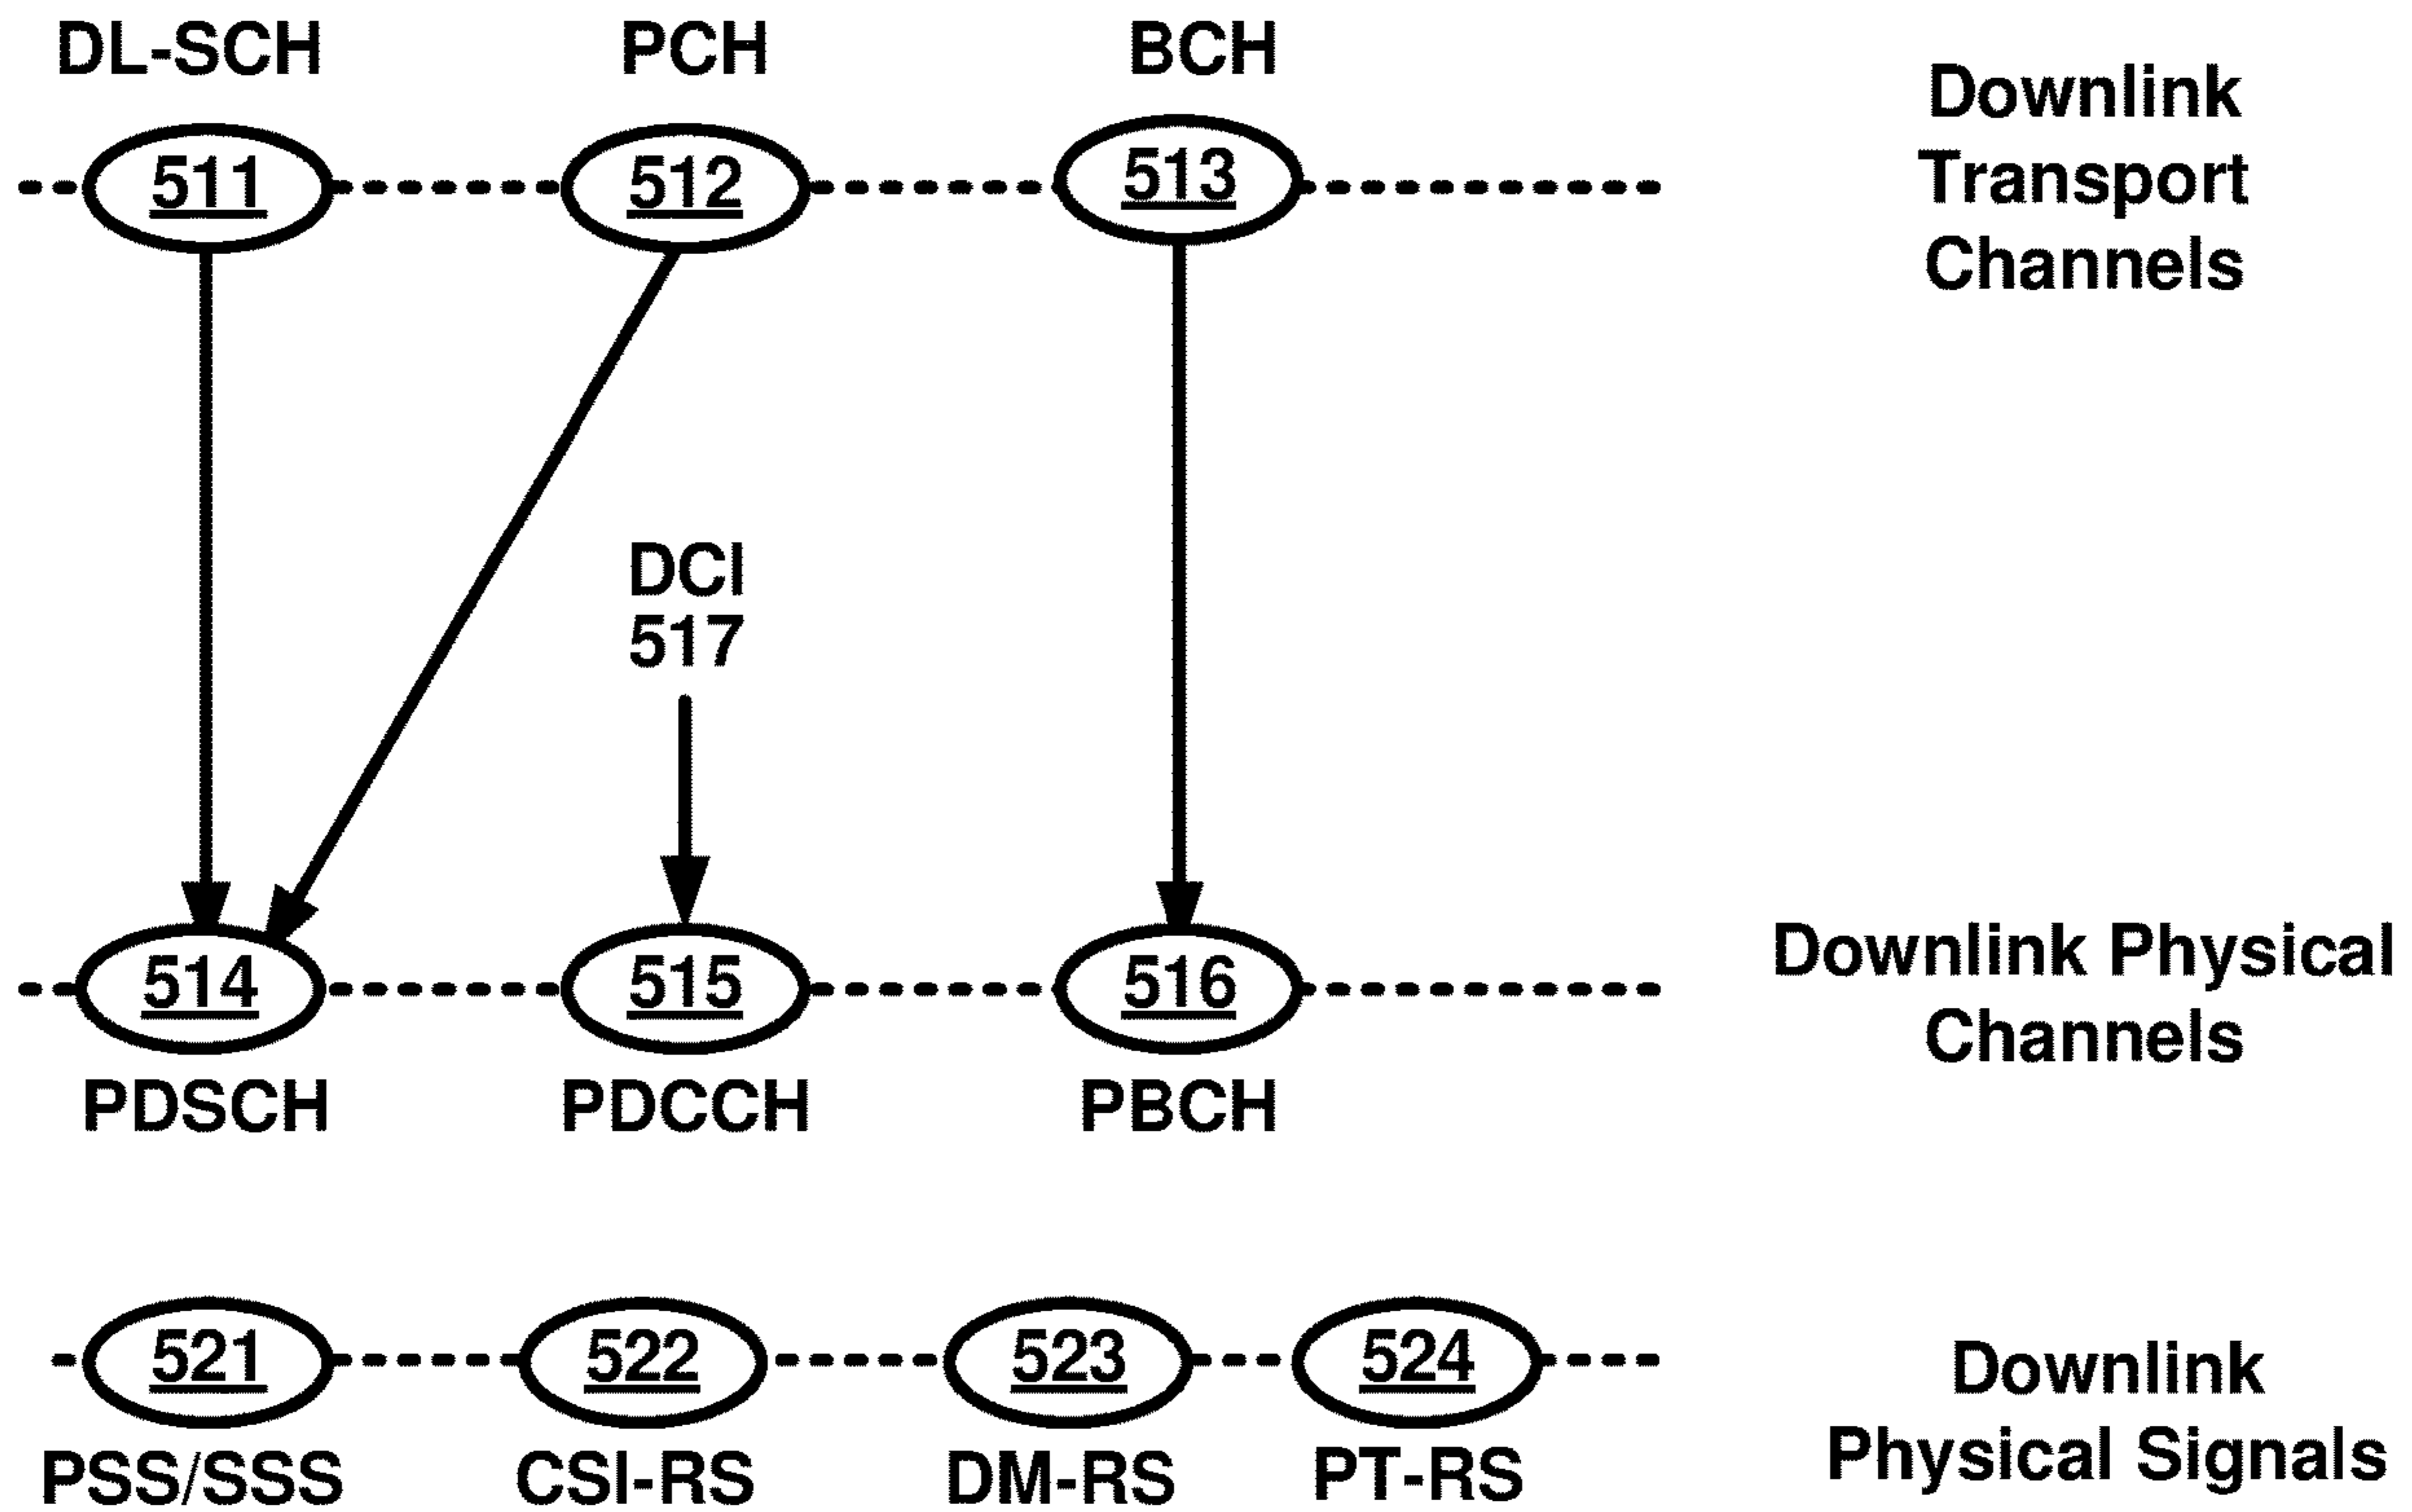 DL-SCH
PCH
BCH
511
512
513
Downlink
Transport
Channels
DCI
517
514
515
516
Downlink Physical
Channels
PDSCH
PDCCH
PBCH
521
522
523
524
Downlink
Physical Signals
PSS/SSS
CSI-RS
DM-RS
PT-RS